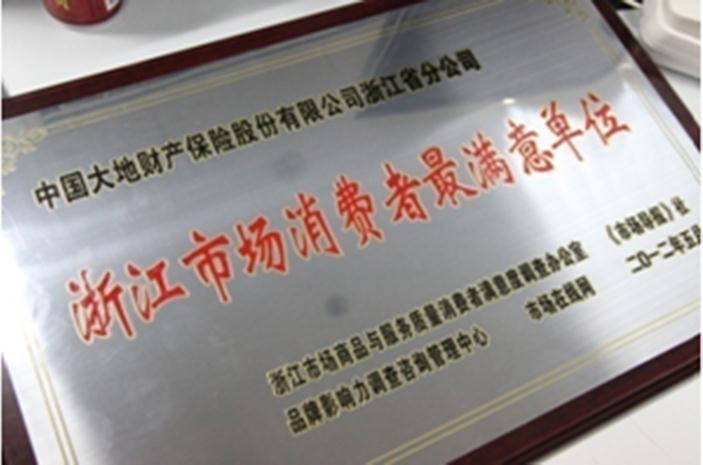 中国大地财产保险股份有限公司浙江省分公司
浙江市场消费者最满意单位
浙江市场商品与服务质量消费者满意度调查办公室 《市场导报》社
品牌影响力调查咨询管理中心 市场在线网 二〇一二年五月